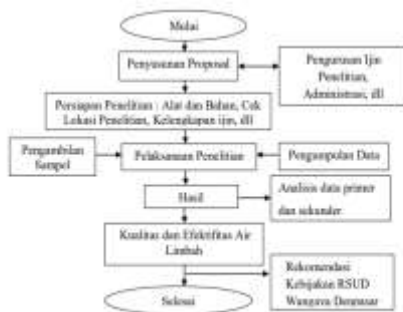 Mulai
Penyusunan Proposal
Pengurusan Ijin
Penelitian,
Administrasi, dll
Persiapan Penelitian : Alat dan Bahan, Cek
Lokasi Penelitian, Kelengkapan ijin, dll
Pengambilan
Sampel
Pelaksanaan Penelitian
Pengumpulan Data
Hasil
Analisis data primer
dan sekunder
Kualitas dan Efektifitas Air
Limbah
Rekomendasi
Kebijakan RSUD
Wangaya Denpasar
Selesai